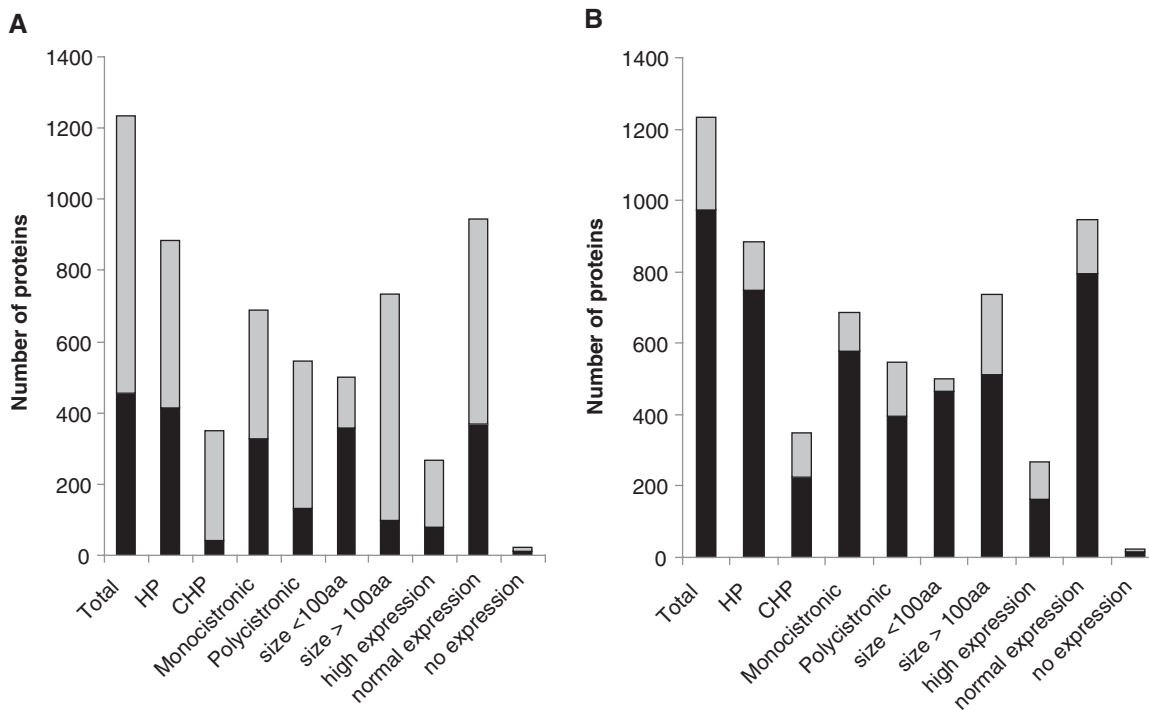 A
Number of proteins
1400
1200
1000
800
600
400
200
0
Total
HP
CHP
Monocistronic
Polycistronic
size <100aa
size > 100aa
high expression
normal expression
no expression
B
Number of proteins
1400
1200
1000
800
600
400
200
0
Total
HP
CHP
Monocistronic
Polycistronic
size <100aa
size > 100aa
high expression
normal expression
no expression